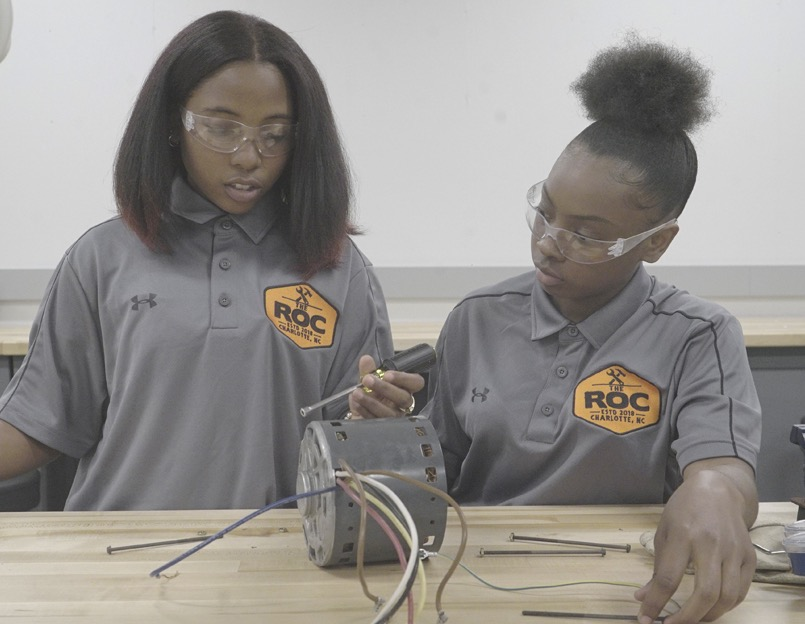 THE
ROC
ESTD 2018
CHARLOTTE, NC
THE
ROC
ESTD 2018
CHARLOTTE, NC